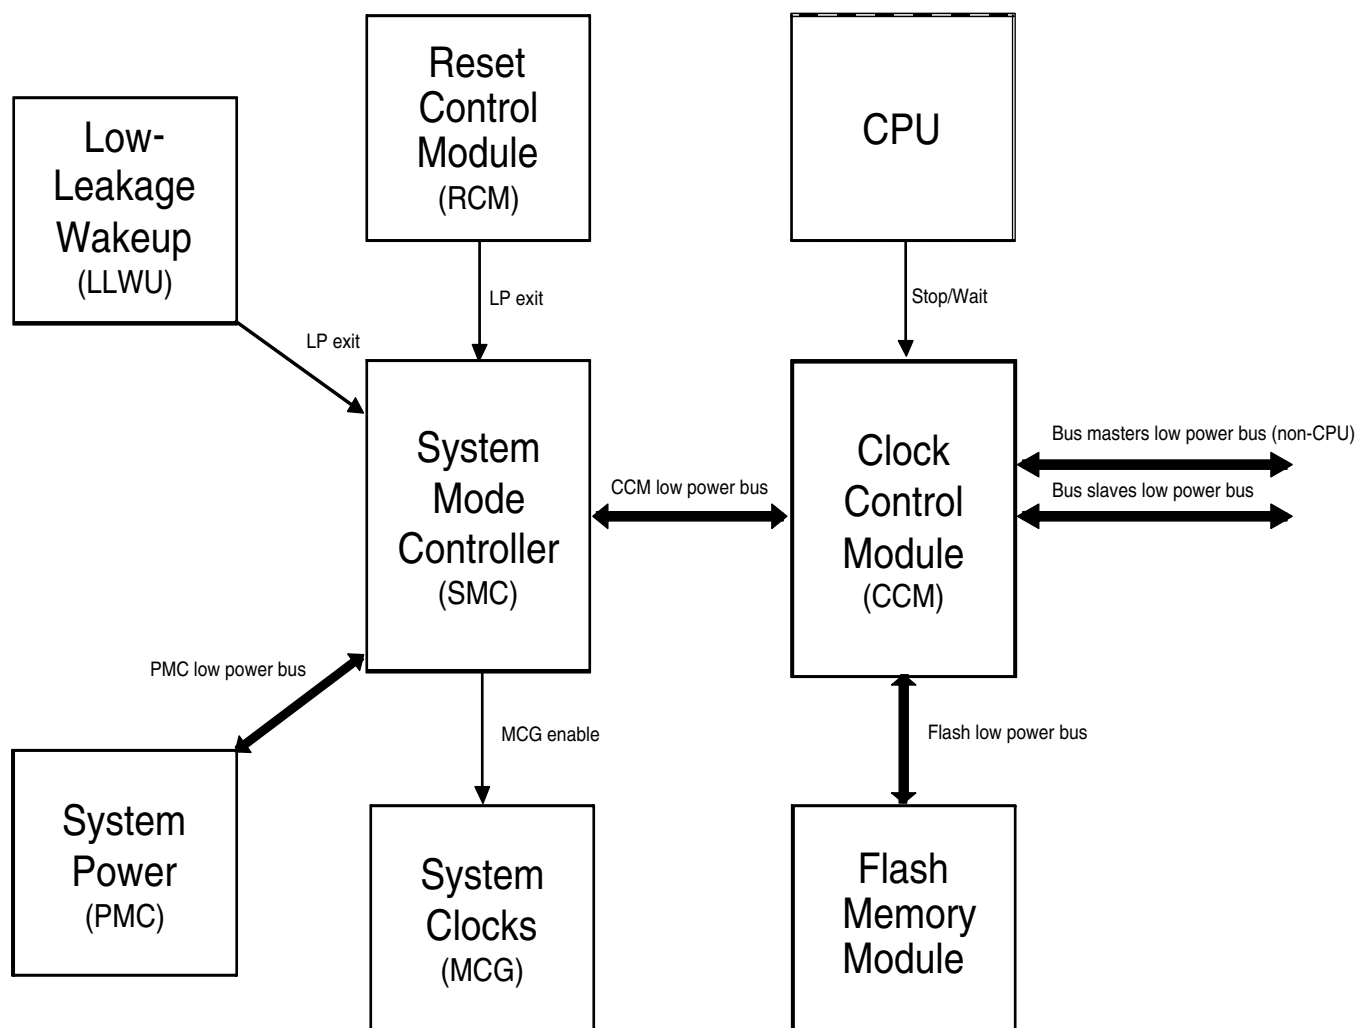 Reset
Control
Module
(RCM)
CPU
Low-
Leakage
Wakeup
(LLWU)
LP exit
Stop/Wait
LP exit
System
Mode
Controller
(SMC)
CCM low power bus
Clock
Control
Module
(CCM)
Bus masters low power bus (non-CPU)
Bus slaves low power bus
PMC low power bus
MCG enable
Flash low power bus
System
Power
(PMC)
System
Clocks
(MCG)
Flash
Memory
Module